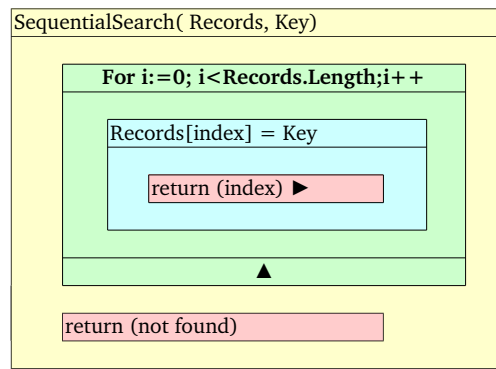 SequentialSearch( Records, Key)
For i:=0; i<Records.Length;i++
Records[index] = Key
return (index) ►
▲
return (not found)